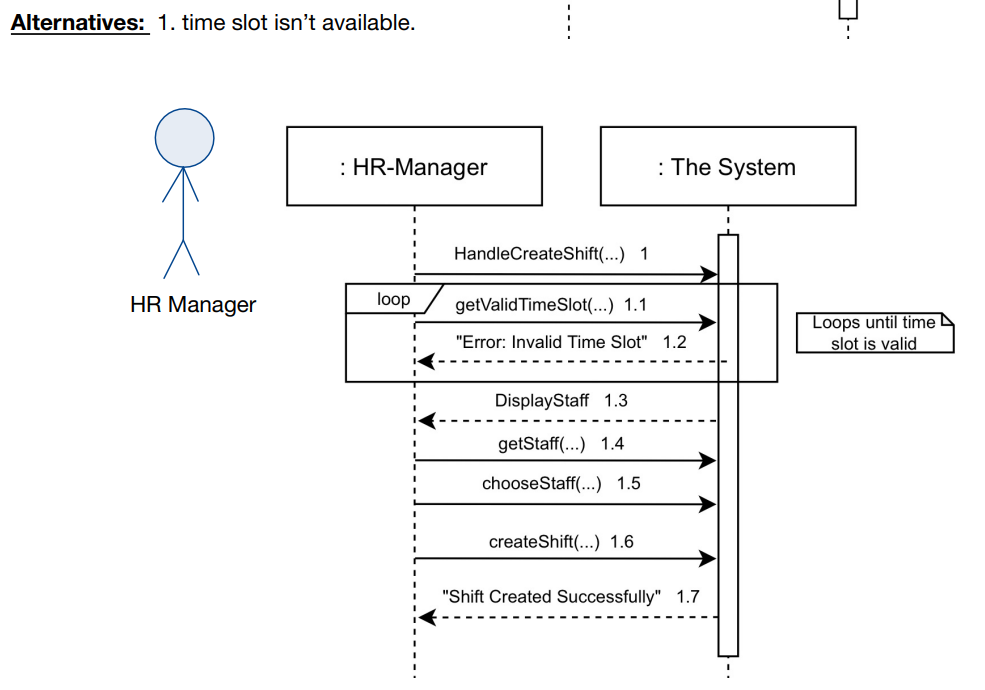 Alternatives: 1. time slot isn’t available.
: HR-Manager
: The System
HR Manager
HandleCreateShift(...) 1
loop
getValidTimeSlot(...) 1.1
"Error: Invalid Time Slot" 1.2
Loops until time
slot is valid
DisplayStaff 1.3
getStaff(...) 1.4
chooseStaff(...) 1.5
createShift(...) 1.6
"Shift Created Successfully" 1.7